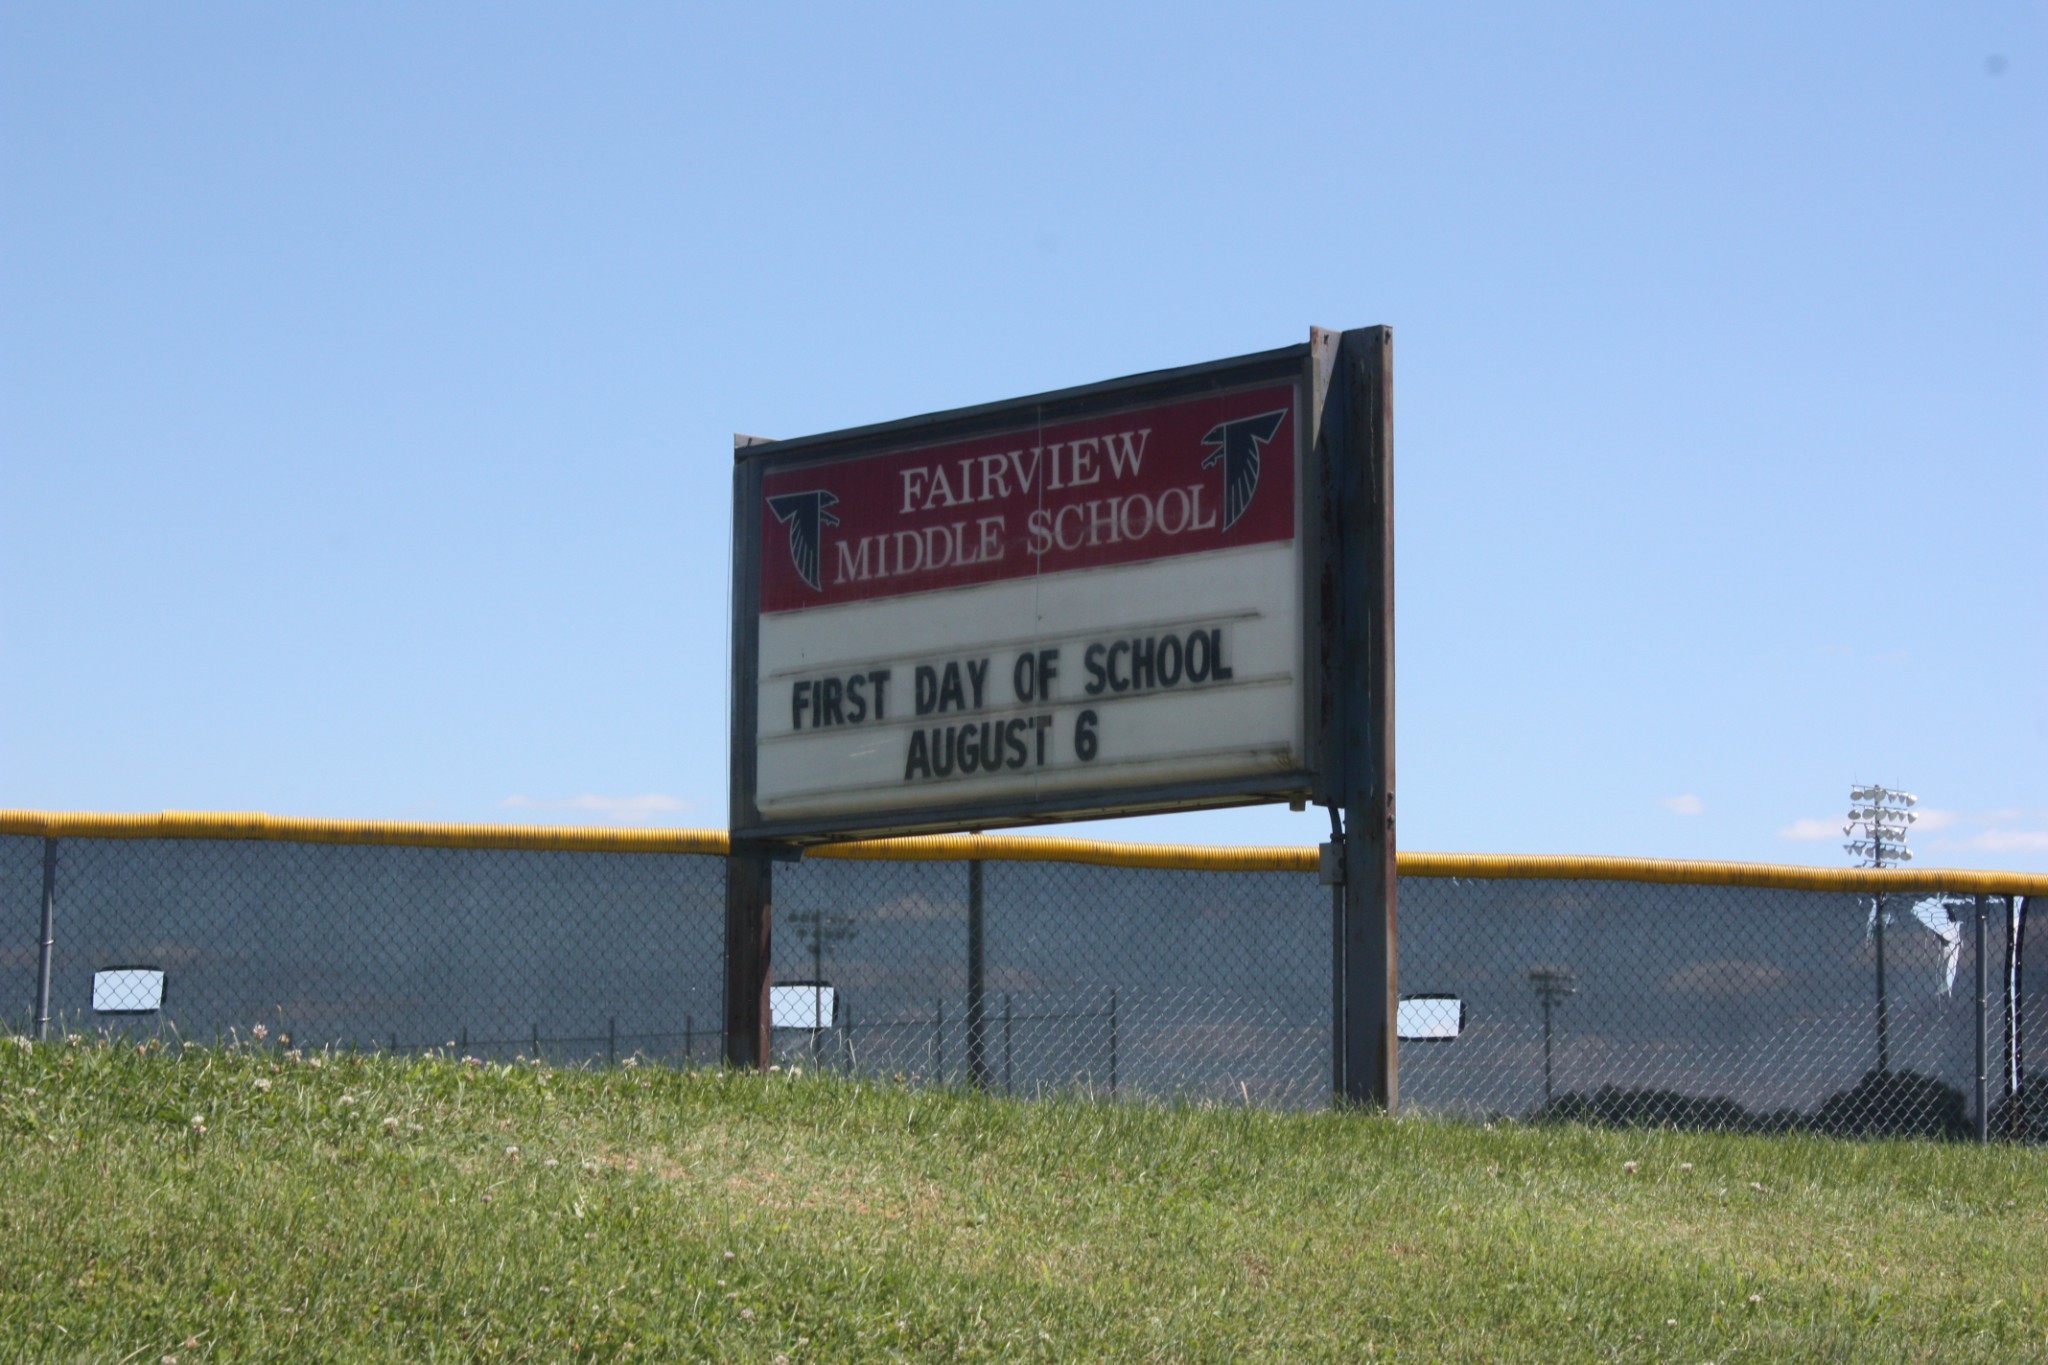 FAIRVIEW
MIDDLE SCHOOL
FIRST DAY OF SCHOOL
AUGUST 6